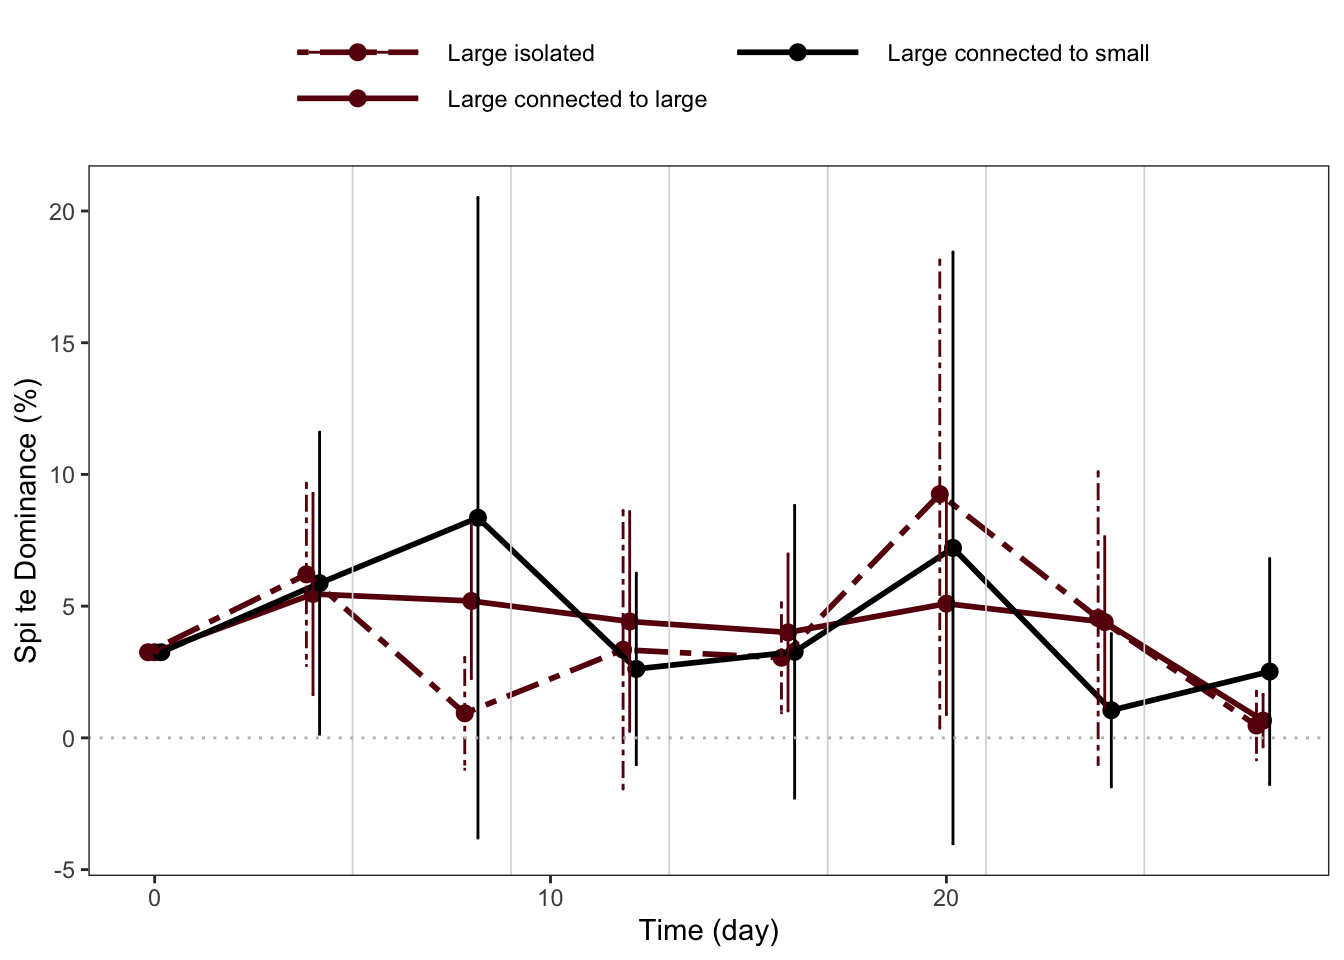 Large isolated
Large connected to small
Large connected to large
20
15
10
5
0
-5
Spi te Dominance (%)
0
10
20
Time (day)